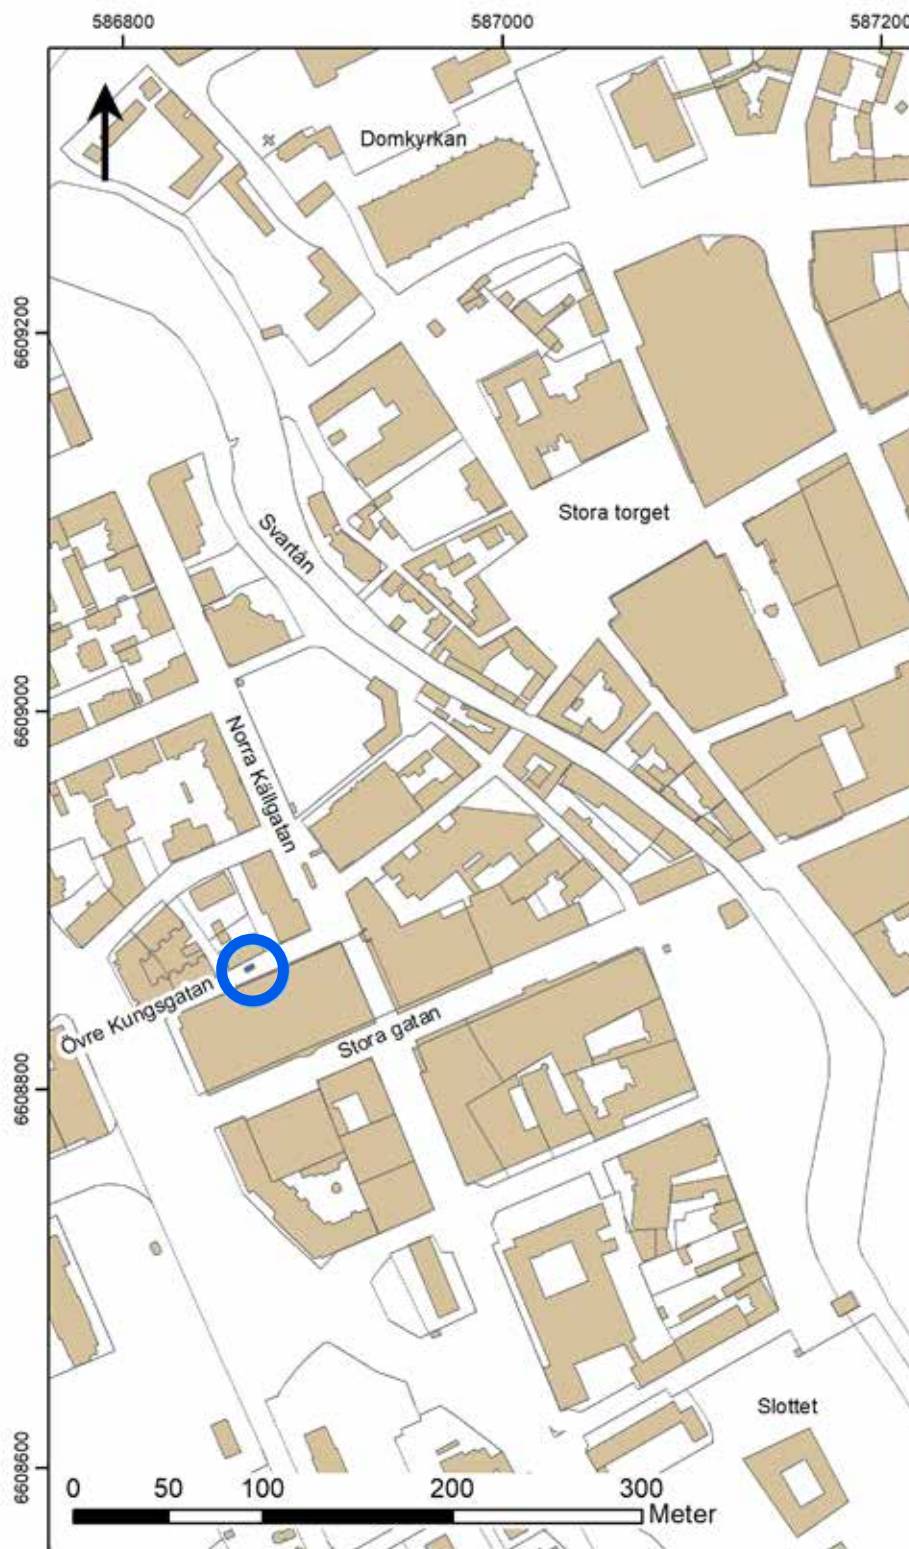 586800 587000 587200
Domkyrkan
6609200
Stora torget
Svartån
6609000
Norra Källgatan
Övre Kungsgatan
Stora gatan
6608800
Slottet
6608600
0 50 100 200 300
Meter